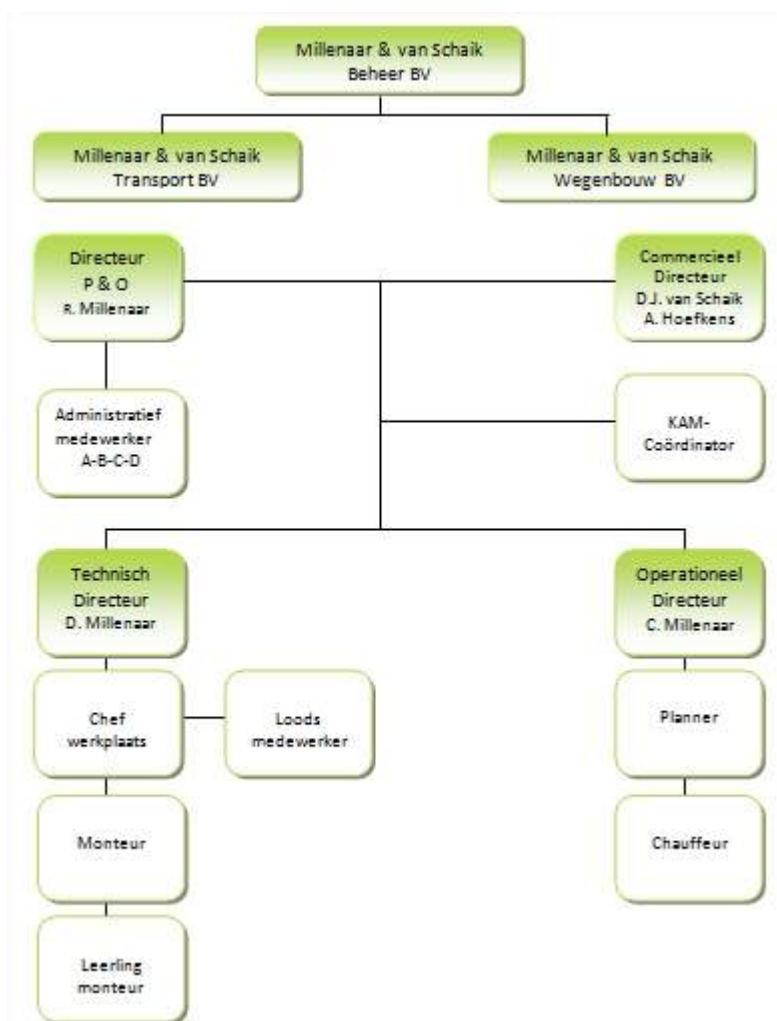 Millenaar & van Schaik
Beheer BV
Millenaar & van Schaik
Transport BV
Millenaar & van Schaik
Wegenbouw BV
Directeur
P & O
R. Millenaar
Commercieel
Directeur
D.J. van Schaik
A. Hoefkens
Administratief
medewerker
A-B-C-D
KAM-
Coördinator
Technisch
Directeur
D. Millenaar
Operationeel
Directeur
C. Millenaar
Chef
werkplaats
Loods
medewerker
Planner
Monteur
Chauffeur
Leerling
monteur